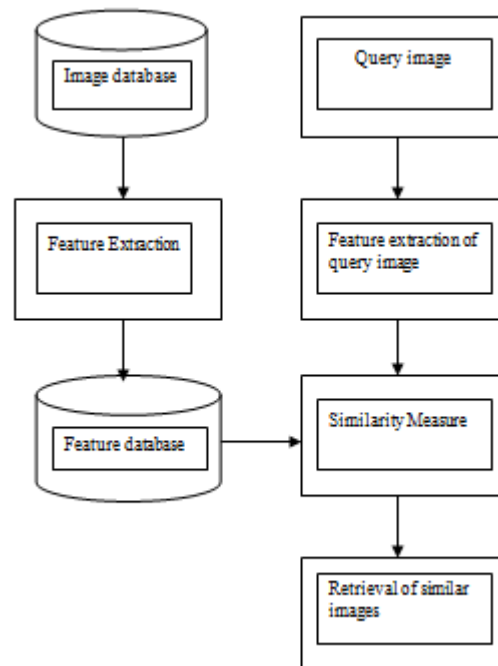 Image database
Query image
Feature Extraction
Feature extraction of
query image
Feature database
Similarity Measure
Retrieval of similar
images